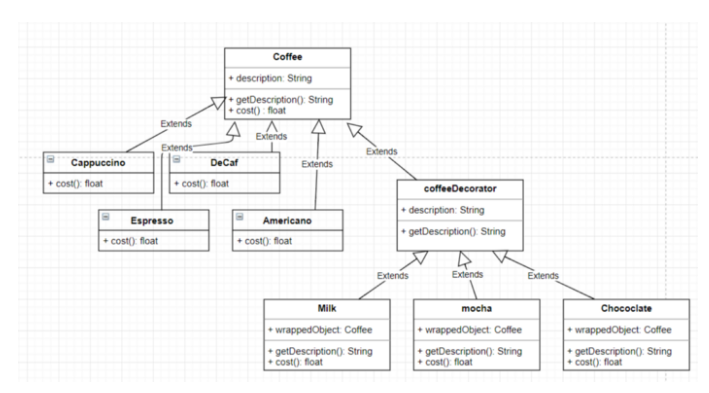 Coffee
+ description: String
+ getDescription(): String
+ cost() : float
Extends
Extends
Extends
Extends
Extends
Cappuccino
+ cost(): float
DeCaf
+ cost(): float
Espresso
+ cost(): float
Americano
+ cost(): float
coffeeDecorator
+ description: String
+ getDescription(): String
Extends
Extends
Extends
Milk
+ wrappedObject: Coffee
+ getDescription(): String
+ cost(): float
mocha
+ wrappedObject: Coffee
+ getDescription(): String
+ cost(): float
Chococlate
+ wrappedObject: Coffee
+ getDescription(): String
+ cost(): float